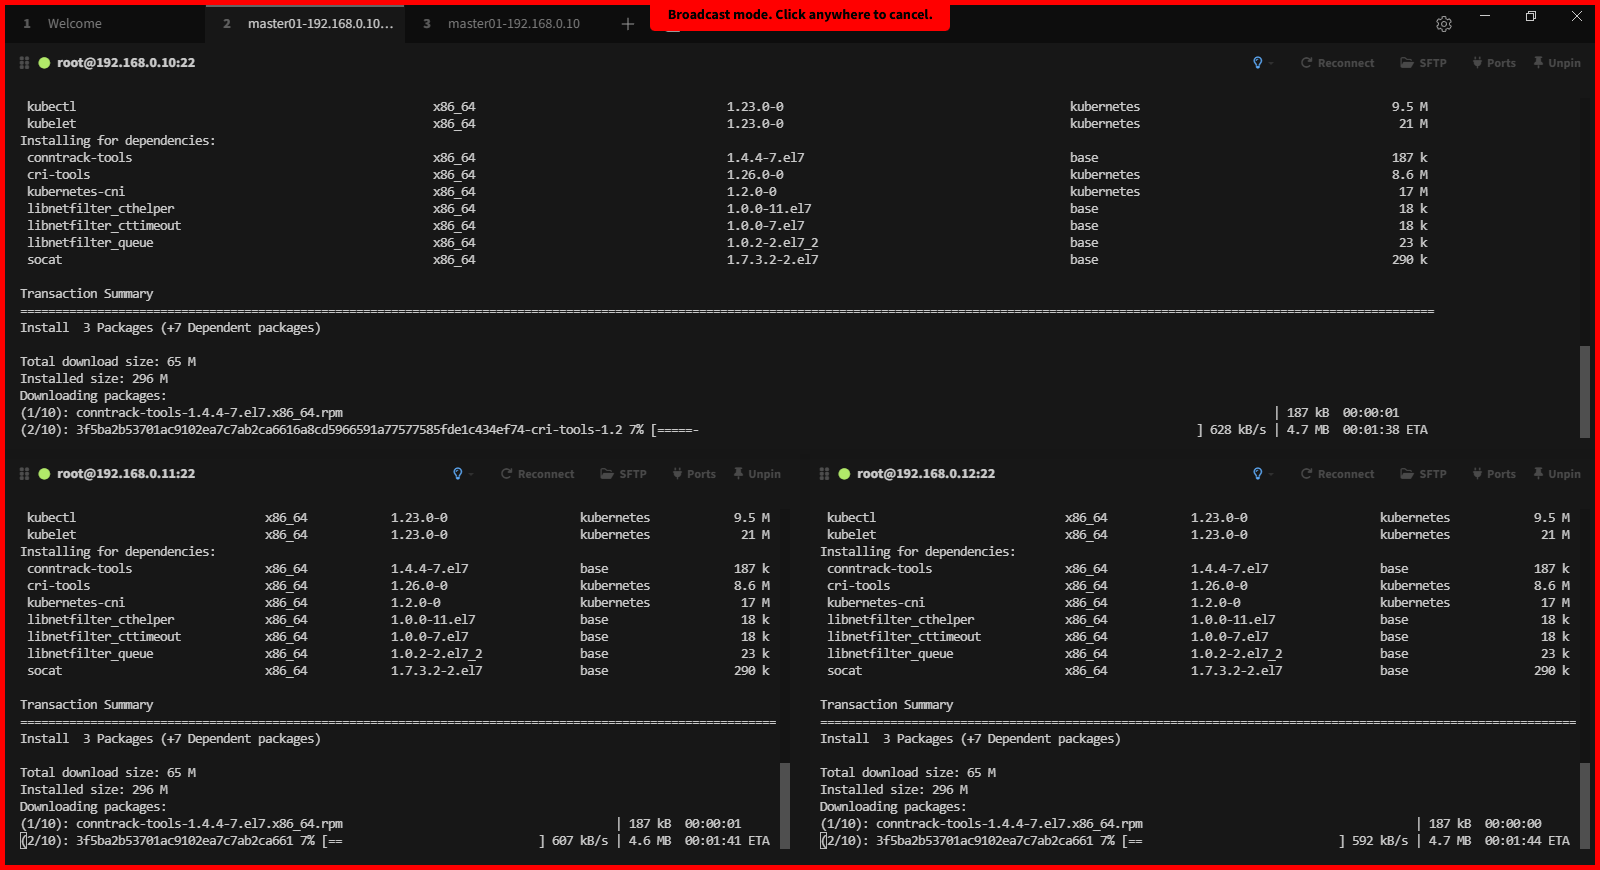 1 Welcome 2 master01-192.168.0.10... 3 master01-192.168.0.10 +
Broadcast mode. Click anywhere to cancel.
root@192.168.0.10:22 Reconnect SFTP Ports Unpin
kubectl x86_64 1.23.0-0 kubernetes 9.5 M
kubelet x86_64 1.23.0-0 kubernetes 21 M
Installing for dependencies:
conntrack-tools x86_64 1.4.4-7.el7 base 187 k
cri-tools x86_64 1.26.0-0 kubernetes 8.6 M
kubernetes-cni x86_64 1.2.0-0 kubernetes 17 M
libnetfilter_cthelper x86_64 1.0.0-11.el7 base 18 k
libnetfilter_cttimeout x86_64 1.0.0-7.el7 base 18 k
libnetfilter_queue x86_64 1.0.2-2.el7_2 base 23 k
socat x86_64 1.7.3.2-2.el7 base 290 k
Transaction Summary
Install 3 Packages (+7 Dependent packages)
Total download size: 65 M
Installed size: 296 M
Downloading packages:
(1/10): conntrack-tools-1.4.4-7.el7.x86_64.rpm | 187 kB 00:00:01
(2/10): 3f5ba2b53701ac9102ea7c7ab2ca6616a8cd5966591a77577585fde1c434ef74-cri-tools-1.2 7% [=====- ] 628 kB/s | 4.7 MB 00:01:38 ETA
root@192.168.0.11:22 Reconnect SFTP Ports Unpin
kubectl x86_64 1.23.0-0 kubernetes 9.5 M
kubelet x86_64 1.23.0-0 kubernetes 21 M
Installing for dependencies:
conntrack-tools x86_64 1.4.4-7.el7 base 187 k
cri-tools x86_64 1.26.0-0 kubernetes 8.6 M
kubernetes-cni x86_64 1.2.0-0 kubernetes 17 M
libnetfilter_cthelper x86_64 1.0.0-11.el7 base 18 k
libnetfilter_cttimeout x86_64 1.0.0-7.el7 base 18 k
libnetfilter_queue x86_64 1.0.2-2.el7_2 base 23 k
socat x86_64 1.7.3.2-2.el7 base 290 k
Transaction Summary
Install 3 Packages (+7 Dependent packages)
Total download size: 65 M
Installed size: 296 M
Downloading packages:
(1/10): conntrack-tools-1.4.4-7.el7.x86_64.rpm | 187 kB 00:00:01
(2/10): 3f5ba2b53701ac9102ea7c7ab2ca661 7% [== ] 607 kB/s | 4.6 MB 00:01:41 ETA
root@192.168.0.12:22 Reconnect SFTP Ports Unpin
kubectl x86_64 1.23.0-0 kubernetes 9.5 M
kubelet x86_64 1.23.0-0 kubernetes 21 M
Installing for dependencies:
conntrack-tools x86_64 1.4.4-7.el7 base 187 k
cri-tools x86_64 1.26.0-0 kubernetes 8.6 M
kubernetes-cni x86_64 1.2.0-0 kubernetes 17 M
libnetfilter_cthelper x86_64 1.0.0-11.el7 base 18 k
libnetfilter_cttimeout x86_64 1.0.0-7.el7 base 18 k
libnetfilter_queue x86_64 1.0.2-2.el7_2 base 23 k
socat x86_64 1.7.3.2-2.el7 base 290 k
Transaction Summary
Install 3 Packages (+7 Dependent packages)
Total download size: 65 M
Installed size: 296 M
Downloading packages:
(1/10): conntrack-tools-1.4.4-7.el7.x86_64.rpm | 187 kB 00:00:00
(2/10): 3f5ba2b53701ac9102ea7c7ab2ca661 7% [== ] 592 kB/s | 4.7 MB 00:01:44 ETA